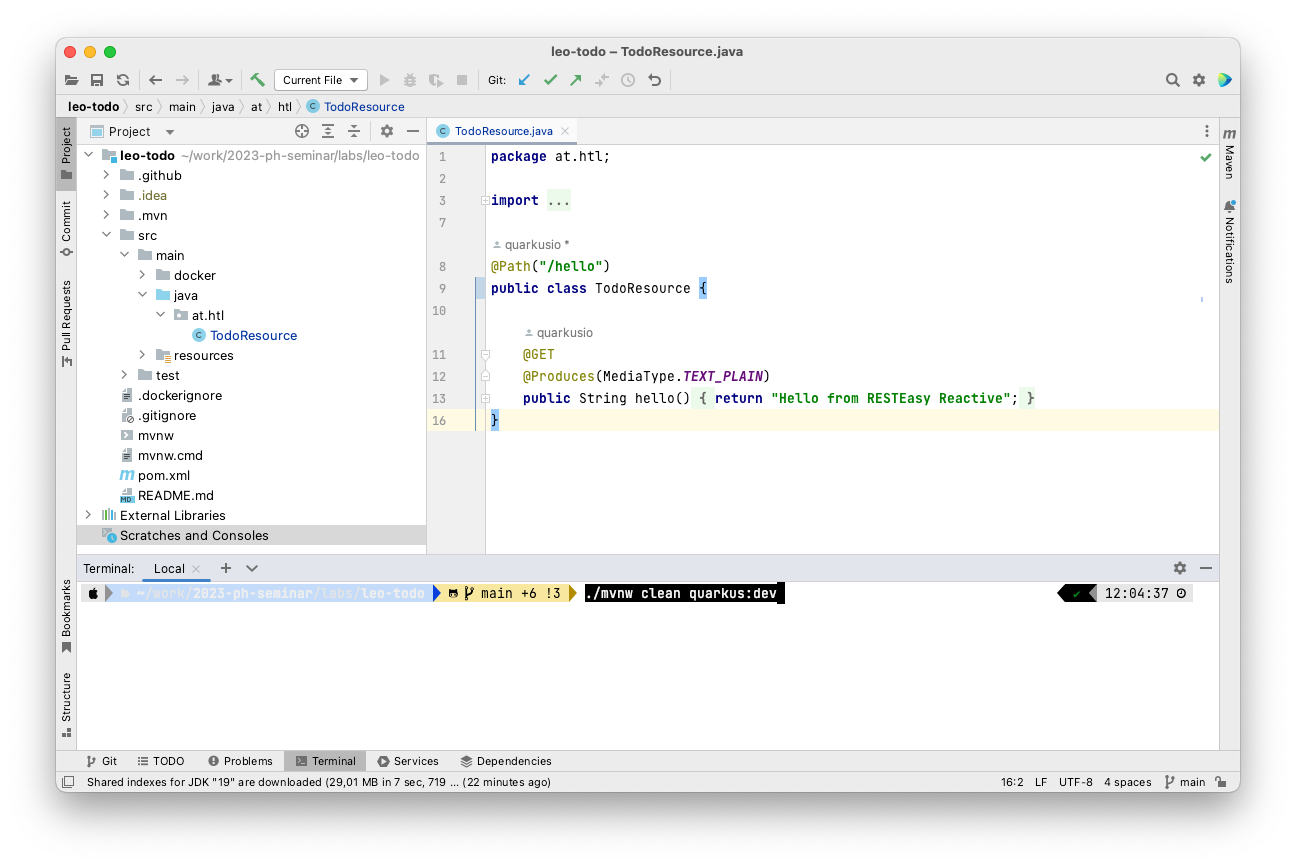 leo-todo – TodoResource.java
Current File
Git:
leo-todo src main java at htl C TodoResource
Project
Commit
Pull Requests
Bookmarks
Structure
Project
leo-todo ~/work/2023-ph-seminar/labs/leo-todo
.github
.idea
.mvn
src
main
docker
java
at.htl
C TodoResource
resources
test
.dockerignore
.gitignore
mvnw
mvnw.cmd
m pom.xml
MD README.md
External Libraries
Scratches and Consoles
C TodoResource.java
1 package at.htl;
2
3 import ...
7
quarkusio *
8 @Path("/hello")
9 public class TodoResource {
10
quarkusio
11 @GET
12 @Produces(MediaType.TEXT_PLAIN)
13 public String hello() { return "Hello from RESTEasy Reactive"; }
16 }
m Maven
Notifications
Terminal: Local
~/work/2023-ph-seminar/labs/leo-todo main +6 !3 ./mvnw clean quarkus:dev 12:04:37
Git TODO Problems Terminal Services Dependencies
Shared indexes for JDK "19" are downloaded (29,01 MB in 7 sec, 719 ... (22 minutes ago) 16:2 LF UTF-8 4 spaces main